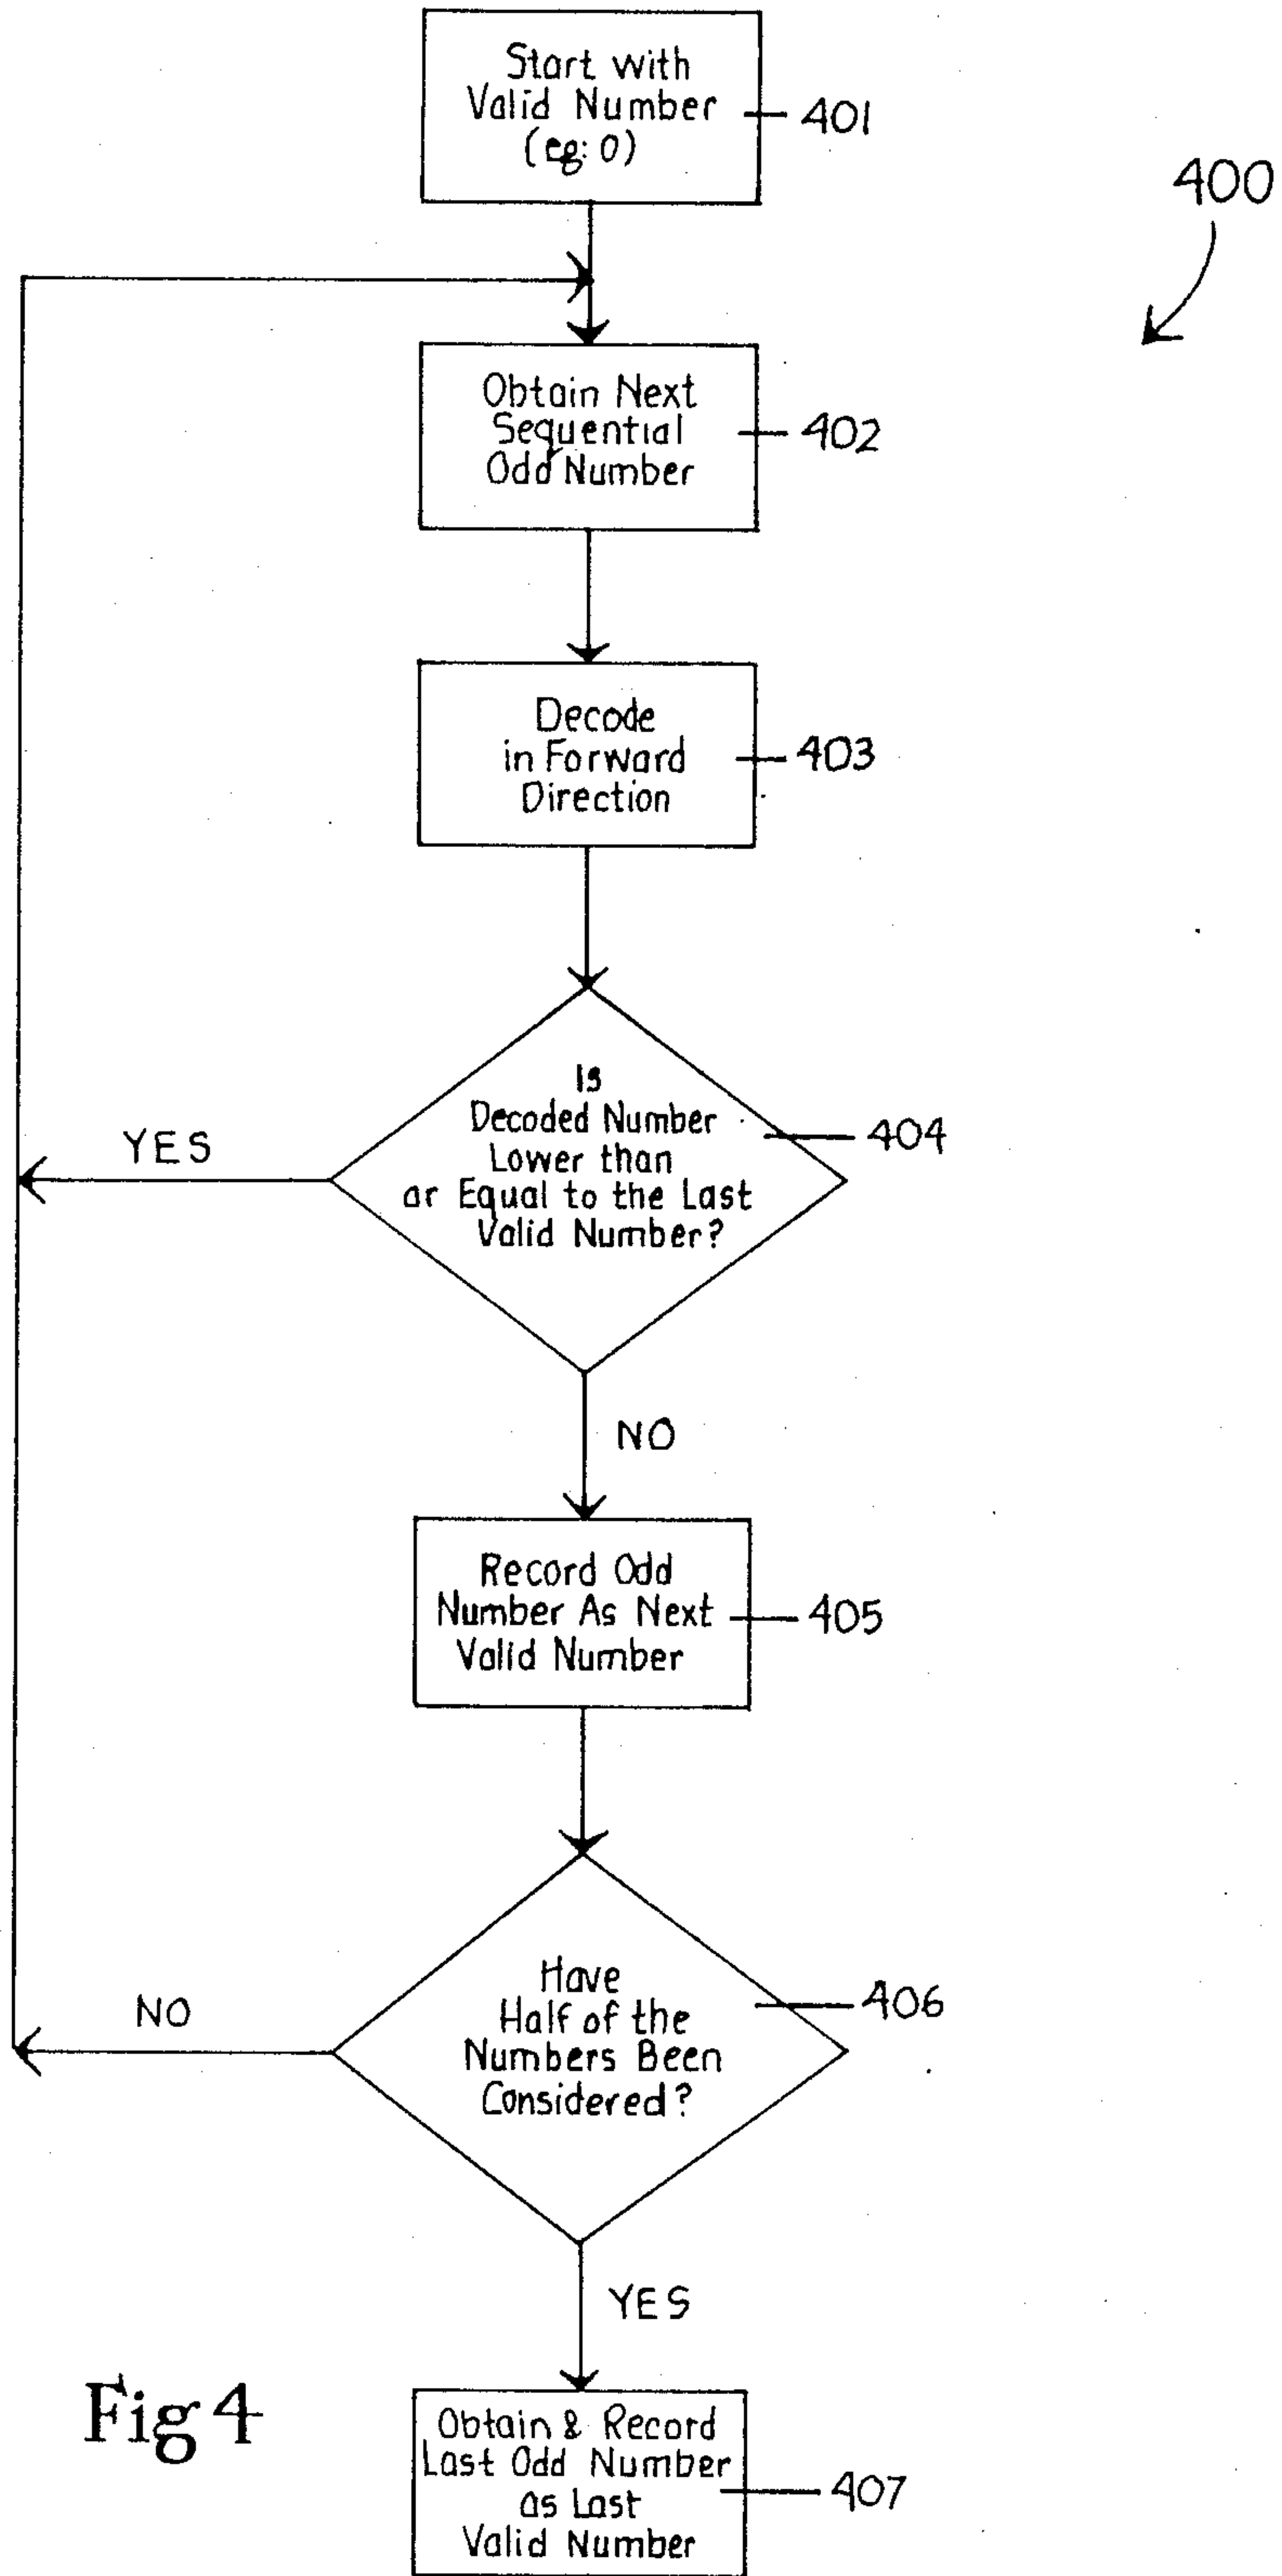 Start with
Valid Number
(eg: 0)
401
400
Obtain Next
Sequential
Odd Number
402
Decode
in Forward
Direction
403
Is
Decoded Number
Lower than
or Equal to the Last
Valid Number?
404
YES
NO
Record Odd
Number As Next
Valid Number
405
Have
Half of the
Numbers Been
Considered?
406
NO
YES
Obtain & Record
Last Odd Number
as Last
Valid Number
407
Fig 4